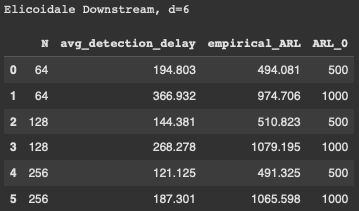 Elicoidale Downstream, d=6
N avg_detection_delay empirical_ARL ARL_0
0 64 194.803 494.081 500
1 64 366.932 974.706 1000
2 128 144.381 510.823 500
3 128 268.278 1079.195 1000
4 256 121.125 491.325 500
5 256 187.301 1065.598 1000